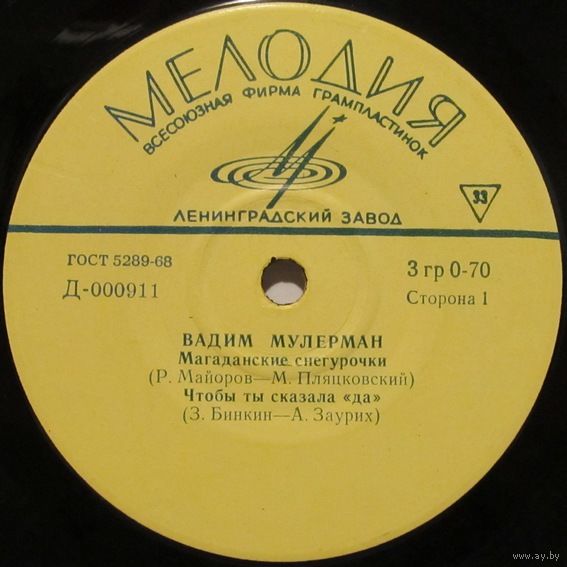 МЕЛОДИЯ
ВСЕСОЮЗНАЯ ФИРМА ГРАМПЛАСТИНОК
33
ЛЕНИНГРАДСКИЙ ЗАВОД
ГОСТ 5289-68
3 гр 0-70
Д-000911
Сторона 1
ВАДИМ МУЛЕРМАН
Магаданские снегурочки
(Р. Майоров—М. Пляцковский)
Чтобы ты сказала «да»
(З. Бинкин—А. Заурих)
www.ay.by